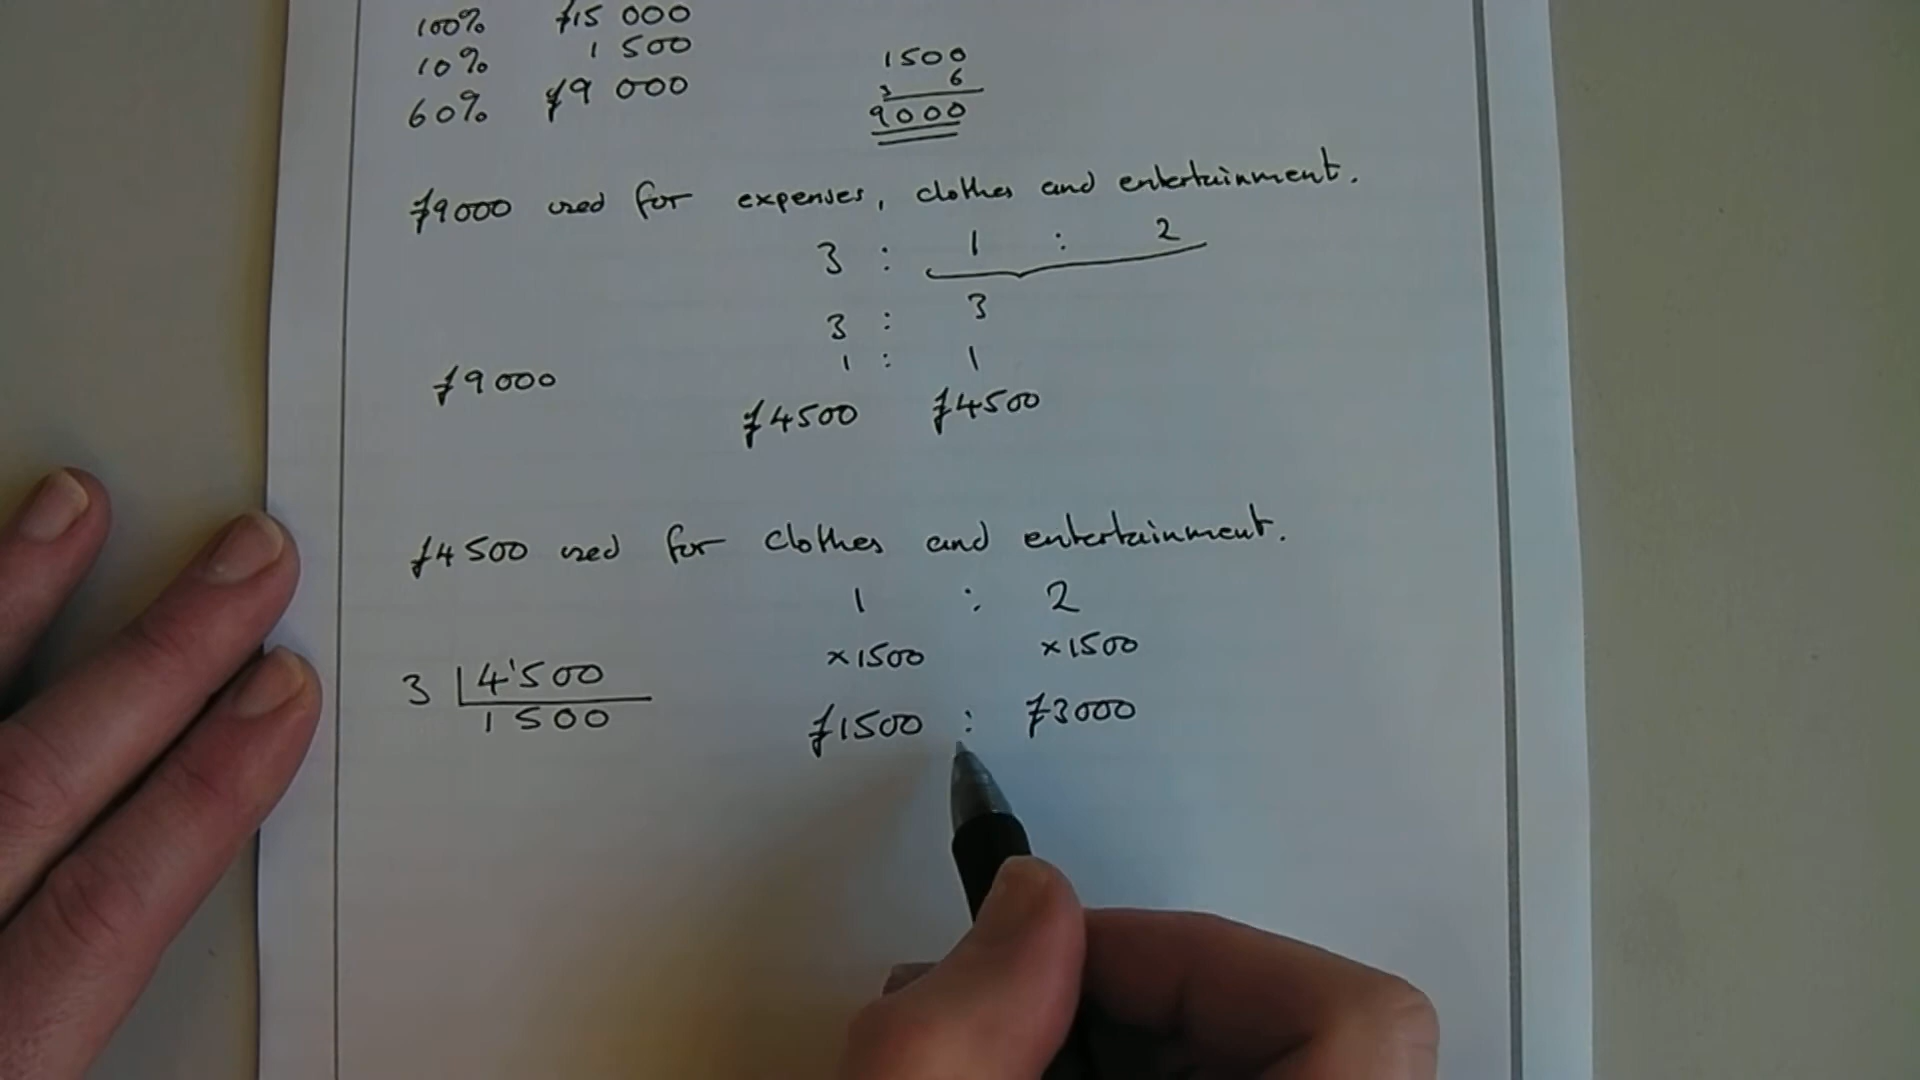 100% £15 000
10% 1 500
60% £9 000
1500
3 6
9000
£9000 used for expenses, clothes and entertainment.
3 : 1 : 2
3 : 3
1 : 1
£9000
£4500 £4500
£4500 used for clothes and entertainment.
1 : 2
×1500 ×1500
3 4¹500
1500
£1500 : £3000